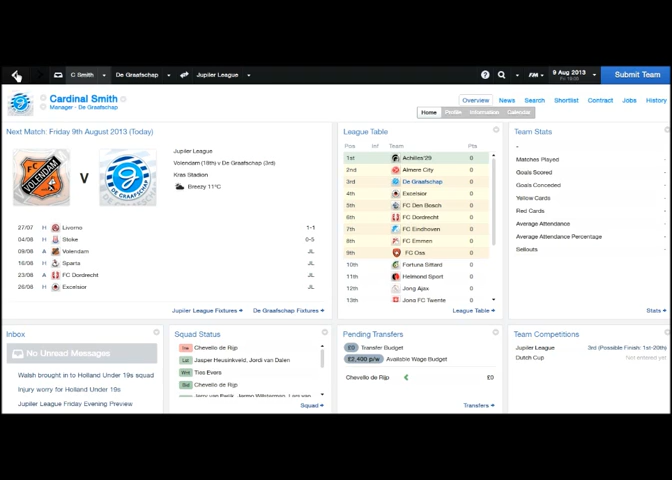 C Smith De Graafschap Jupiler League ? FM 9 Aug 2013 Submit Team
Cardinal Smith
Manager - De Graafschap
Overview News Search Shortlist Contract Jobs History
Home Profile Information Calendar
Next Match: Friday 9th August 2013 (Today)
FC VOLENDAM
V
Jupiler League
Volendam (18th) v De Graafschap (3rd)
Kras Stadion
Breezy 11°C
27/07 H Livorno 1-1
04/08 H Stoke 0-5
09/08 A Volendam JL
16/08 H Sparta JL
23/08 A FC Dordrecht JL
26/08 H Excelsior JL
Jupiler League Fixtures
De Graafschap Fixtures
League Table
Pos Inf Team Pts
1st Achilles'29 0
2nd Almere City 0
3rd De Graafschap 0
4th Excelsior 0
5th FC Den Bosch 0
6th FC Dordrecht 0
7th FC Eindhoven 0
8th FC Emmen 0
9th FC Oss 0
10th Fortuna Sittard 0
11th Helmond Sport 0
12th Jong Ajax 0
13th Jong FC Twente 0
League Table
Team Stats
-
Matches Played -
Goals Scored -
Goals Conceded -
Yellow Cards -
Red Cards -
Average Attendance -
Average Attendance Percentage -
Sellouts -
Stats
Inbox
No Unread Messages
Walsh brought in to Holland Under 19s squad
Injury worry for Holland Under 19s
Jupiler League Friday Evening Preview
Squad Status
Chevello de Rijp
Jasper Heusinkveld, Jordi van Dalen
Ties Evers
Chevello de Rijp
Squad
Pending Transfers
£0 Transfer Budget
£2,400 p/w Available Wage Budget
Chevello de Rijp £0
Transfers
Team Competitions
Jupiler League 3rd (Possible Finish: 1st-20th)
Dutch Cup Not entered yet